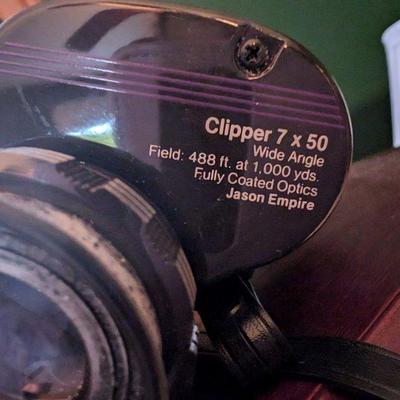 Clipper 7 x 50
Wide Angle
Field: 488 ft. at 1,000 yds.
Fully Coated Optics
Jason Empire